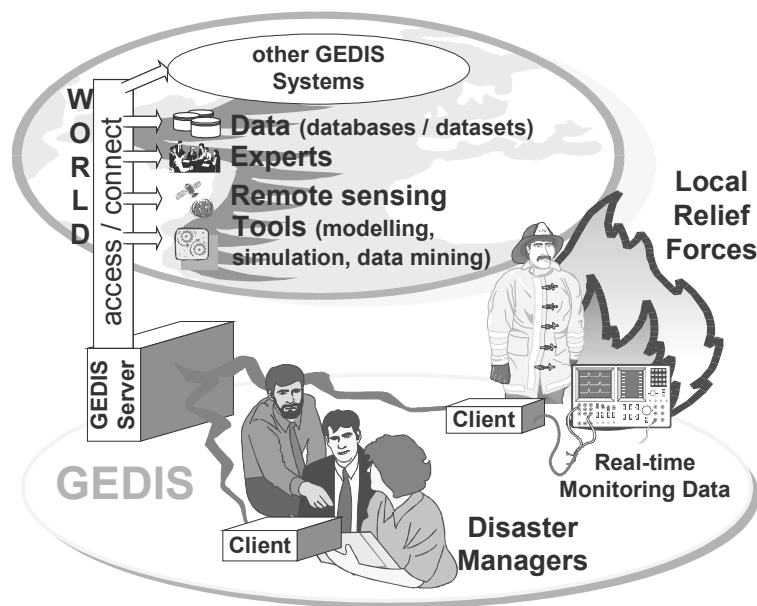 other GEDIS
Systems
WORLD
access / connect
Data (databases / datasets)
Experts
Remote sensing
Tools (modelling,
simulation, data mining)
Local
Relief
Forces
GEDIS
Server
Client
Real-time
Monitoring Data
GEDIS
Client
Disaster
Managers